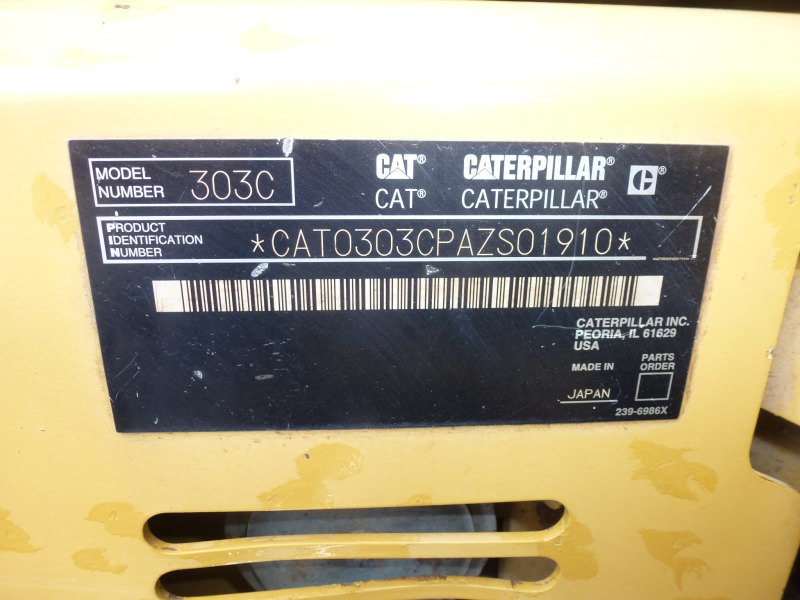 MODEL NUMBER 303C
CAT® CATERPILLAR® C®
CAT® CATERPILLAR®
PRODUCT IDENTIFICATION NUMBER *CAT0303CPAZS01910*
CATERPILLAR INC.
PEORIA, IL 61629
USA
MADE IN JAPAN
PARTS ORDER
239-6986X